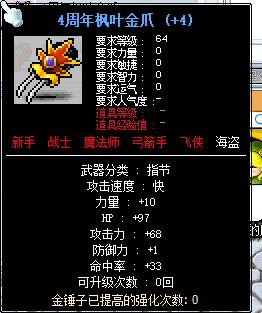 4周年枫叶金爪 (+4)
要求等级 : 64
要求力量 : -
要求敏捷 : -
要求智力 : -
要求运气 : -
要求人气度 : -
道具等级 : -
道具经验值 : -
新手 战士 魔法师 弓箭手 飞侠 海盗
武器分类 : 指节
攻击速度 : 快
力量 : +10
HP : +97
攻击力 : +68
防御力 : +1
命中率 : +33
可升级次数 : 0回
金锤子已提高的强化次数: 0